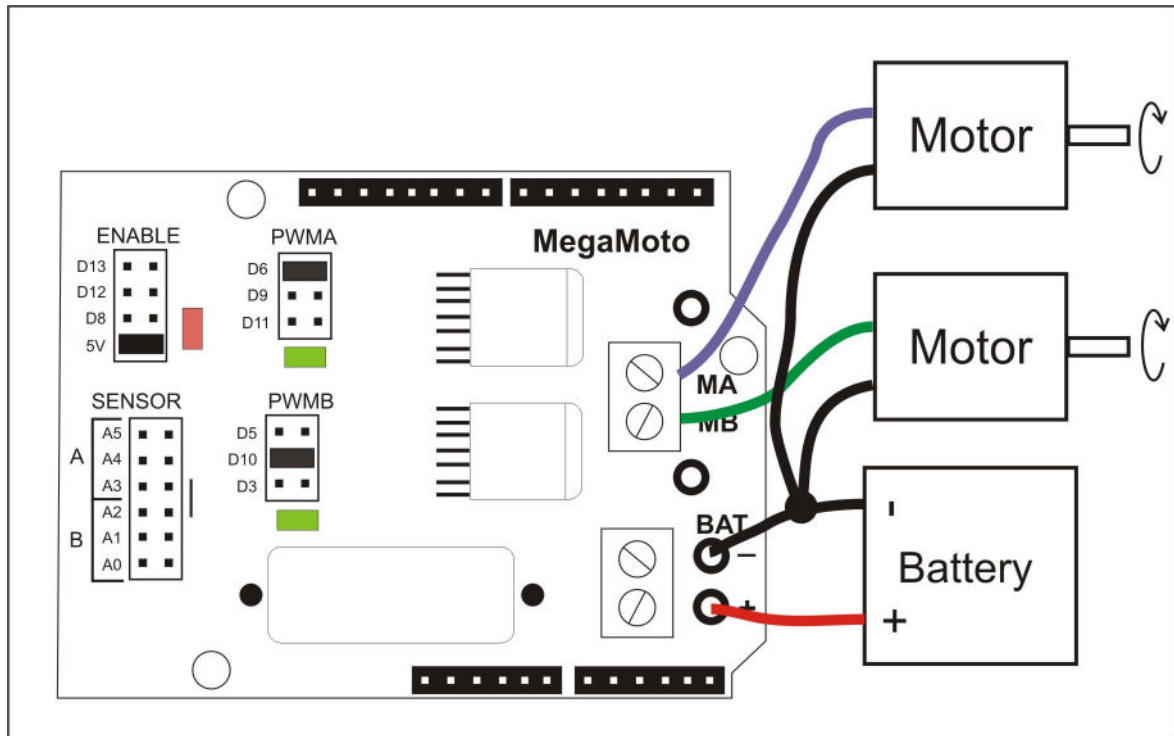 ENABLE
D13
D12
D8
5V
PWMA
D6
D9
D11
MegaMoto
SENSOR
A
A5
A4
A3
B
A2
A1
A0
PWMB
D5
D10
D3
MA
MB
BAT
–
+
Motor
Motor
-
Battery
+